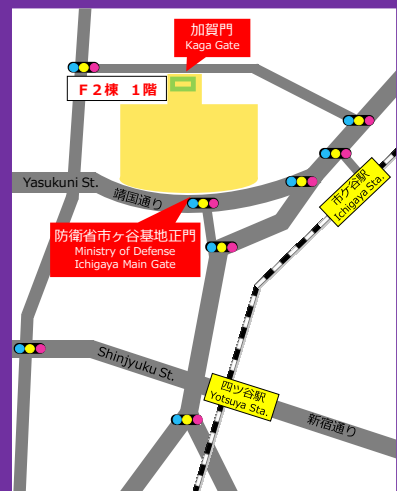 加賀門
Kaga Gate
F2棟 1階
Yasukuni St.
靖国通り
市ケ谷駅
Ichigaya Sta.
防衛省市ヶ谷基地正門
Ministry of Defense
Ichigaya Main Gate
Shinjyuku St.
四ツ谷駅
Yotsuya Sta.
新宿通り